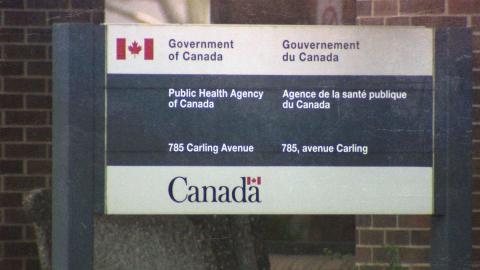 Government
of Canada
Gouvernement
du Canada
Public Health Agency
of Canada
Agence de la santé publique
du Canada
785 Carling Avenue
785, avenue Carling
Canada